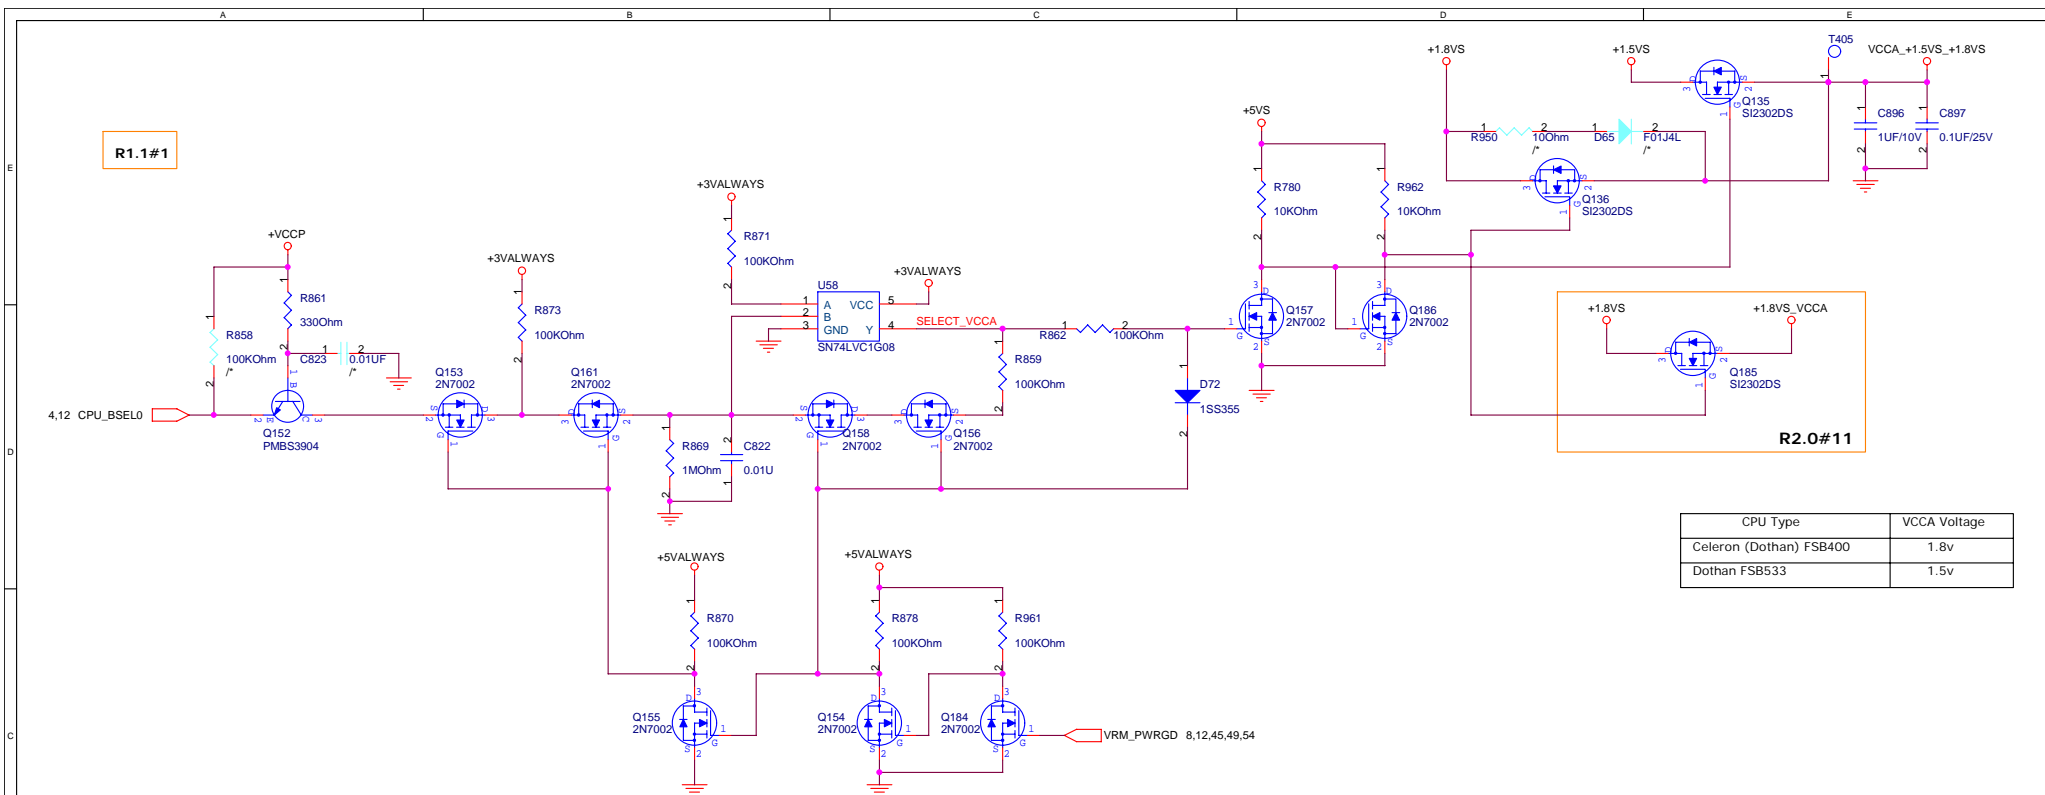 A B C D E
+1.8VS +1.5VS T405 VCCA_+1.5VS_+1.8VS
Q135
SI2302DS
C896
1UF/10V
C897
0.1UF/25V
+5VS
R950 10Ohm
/*
D65 F01J4L
/*
Q136
SI2302DS
R1.1#1
E
+3VALWAYS
R780
10KOhm
R962
10KOhm
+VCCP
R871
100KOhm
+3VALWAYS
+3VALWAYS
R861
330Ohm
R873
100KOhm
U58
1 A VCC 5
2 B
3 GND Y 4
SN74LVC1G08
SELECT_VCCA
R862 100KOhm
Q157
2N7002
Q186
2N7002
+1.8VS +1.8VS_VCCA
Q185
SI2302DS
R2.0#11
R858
100KOhm
/*
C823 0.01UF
/*
R859
100KOhm
4,12 CPU_BSEL0
Q152
PMBS3904
Q153
2N7002
Q161
2N7002
R869
1MOhm
C822
0.01U
Q158
2N7002
Q156
2N7002
D72
1SS355
D
CPU Type VCCA Voltage
Celeron (Dothan) FSB400 1.8v
Dothan FSB533 1.5v
+5VALWAYS
+5VALWAYS
R870
100KOhm
R878
100KOhm
R961
100KOhm
Q155
2N7002
Q154
2N7002
Q184
2N7002
VRM_PWRGD 8,12,45,49,54
C